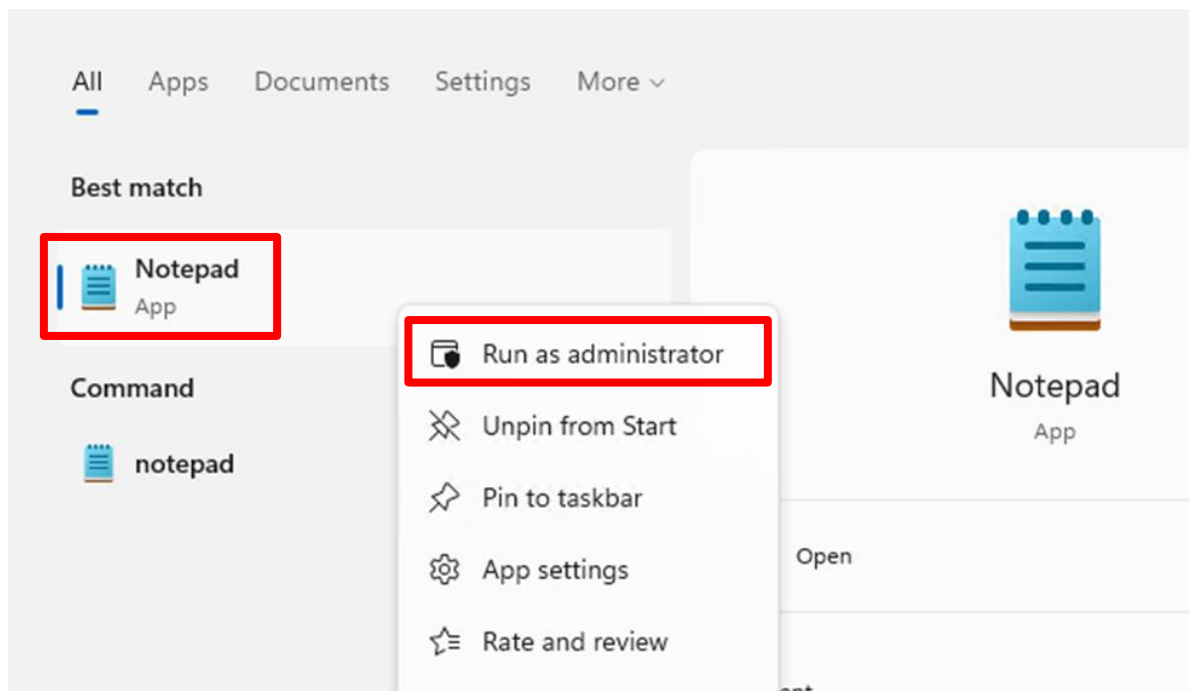 All Apps Documents Settings More
Best match
Notepad
App
Command
notepad
Run as administrator
Unpin from Start
Pin to taskbar
App settings
Rate and review
Notepad
App
Open